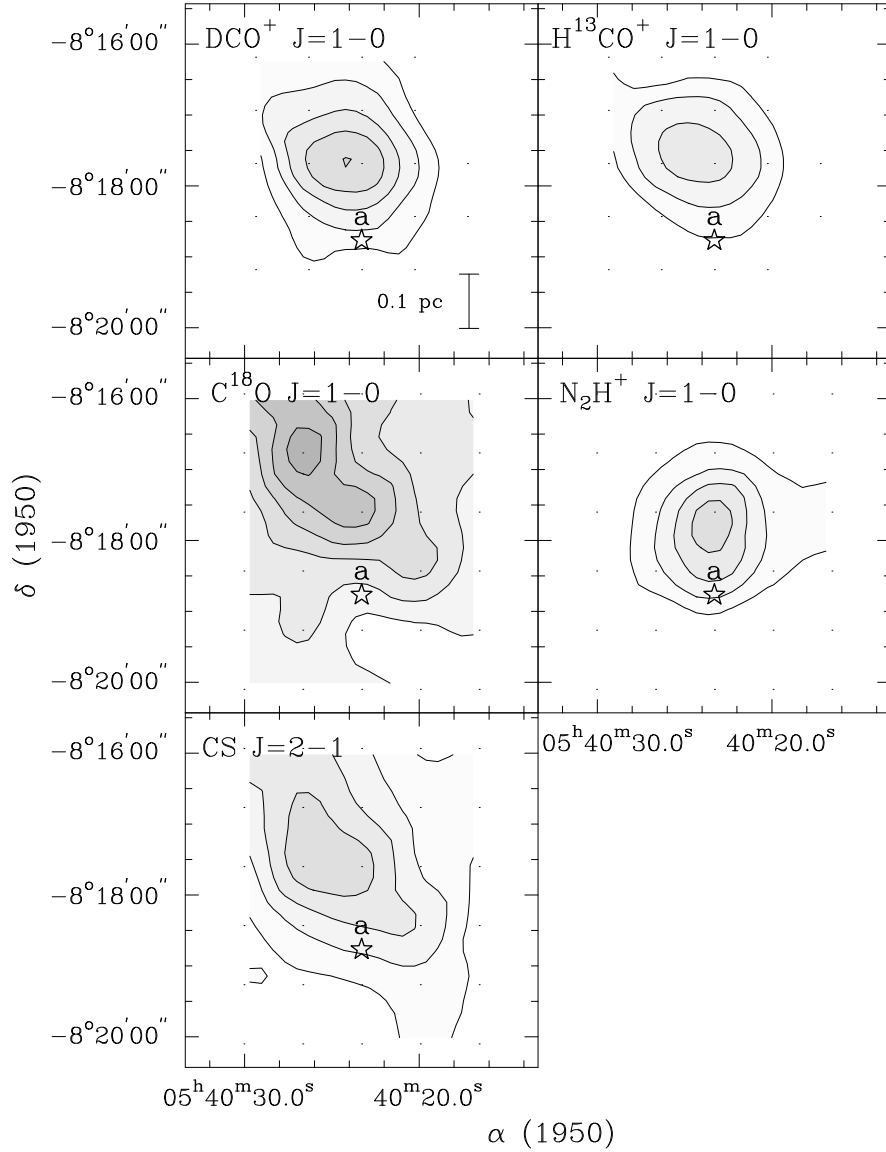 DCO⁺ J=1−0
H¹³CO⁺ J=1−0
−8°16′00″
−8°18′00″
a
a
0.1 pc
−8°20′00″
C¹⁸O J=1−0
N₂H⁺ J=1−0
−8°16′00″
−8°18′00″
a
a
−8°20′00″
δ (1950)
CS J=2−1
05ʰ40ᵐ30.0ˢ
40ᵐ20.0ˢ
−8°16′00″
−8°18′00″
a
−8°20′00″
05ʰ40ᵐ30.0ˢ
40ᵐ20.0ˢ
α (1950)